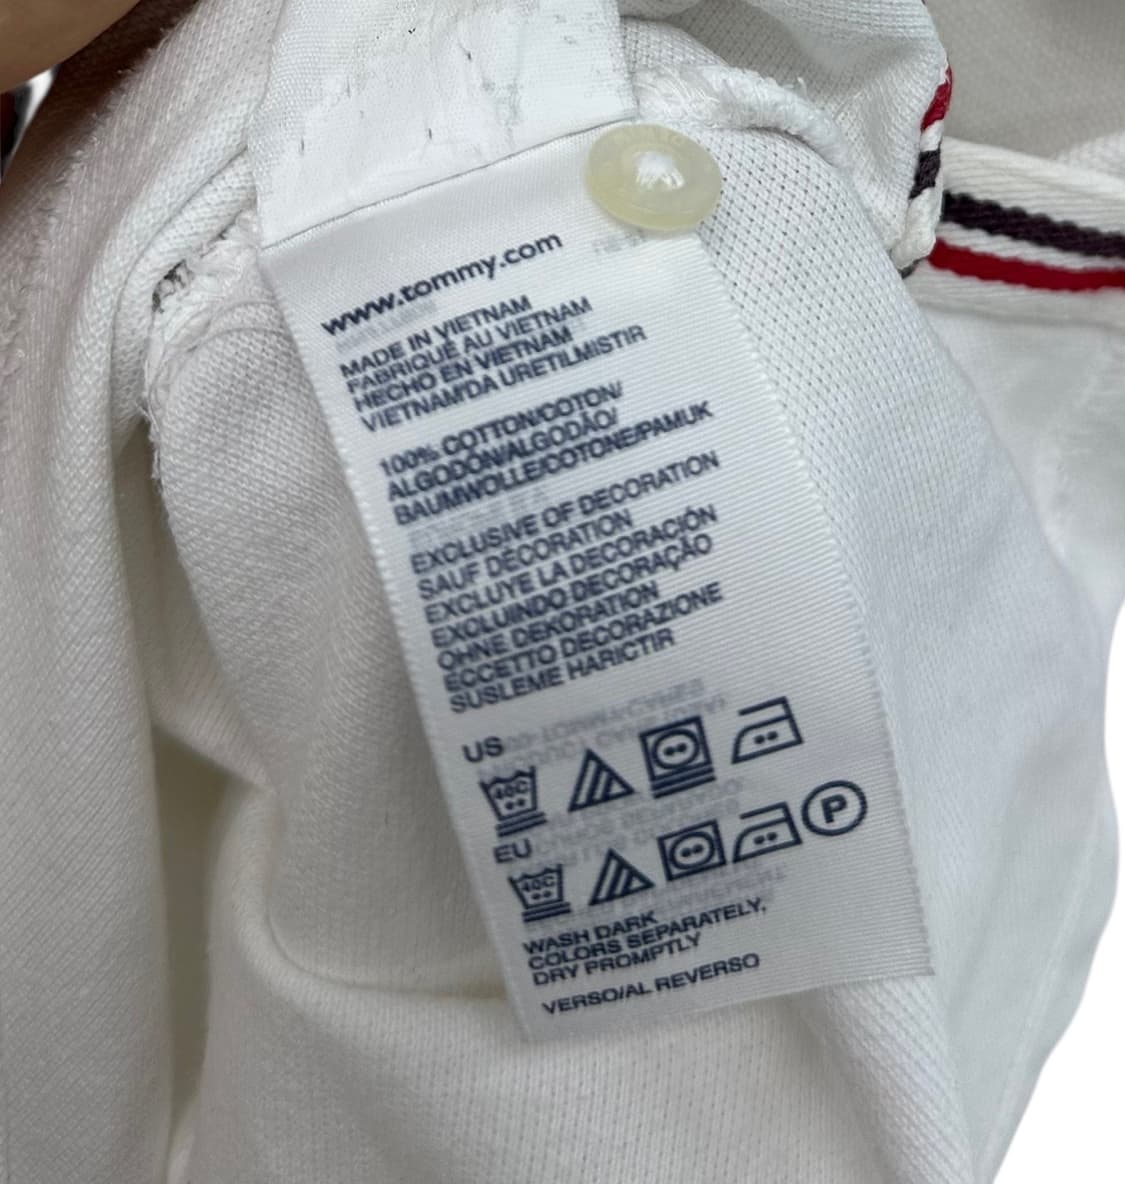 www.tommy.com
MADE IN VIETNAM
FABRIQUÉ AU VIETNAM
HECHO EN VIETNAM
VIETNAM'DA URETILMISTIR
100% COTTON/COTON/
ALGODÓN/ALGODÃO/
BAUMWOLLE/COTONE/PAMUK
EXCLUSIVE OF DECORATION
SAUF DÉCORATION
EXCLUYE LA DECORACIÓN
EXCLUINDO DECORAÇÃO
OHNE DEKORATION
ECCETTO DECORAZIONE
SUSLEME HARICTIR
US
40C
EU
40C P
WASH DARK
COLORS SEPARATELY,
DRY PROMPTLY
VERSO/AL REVERSO